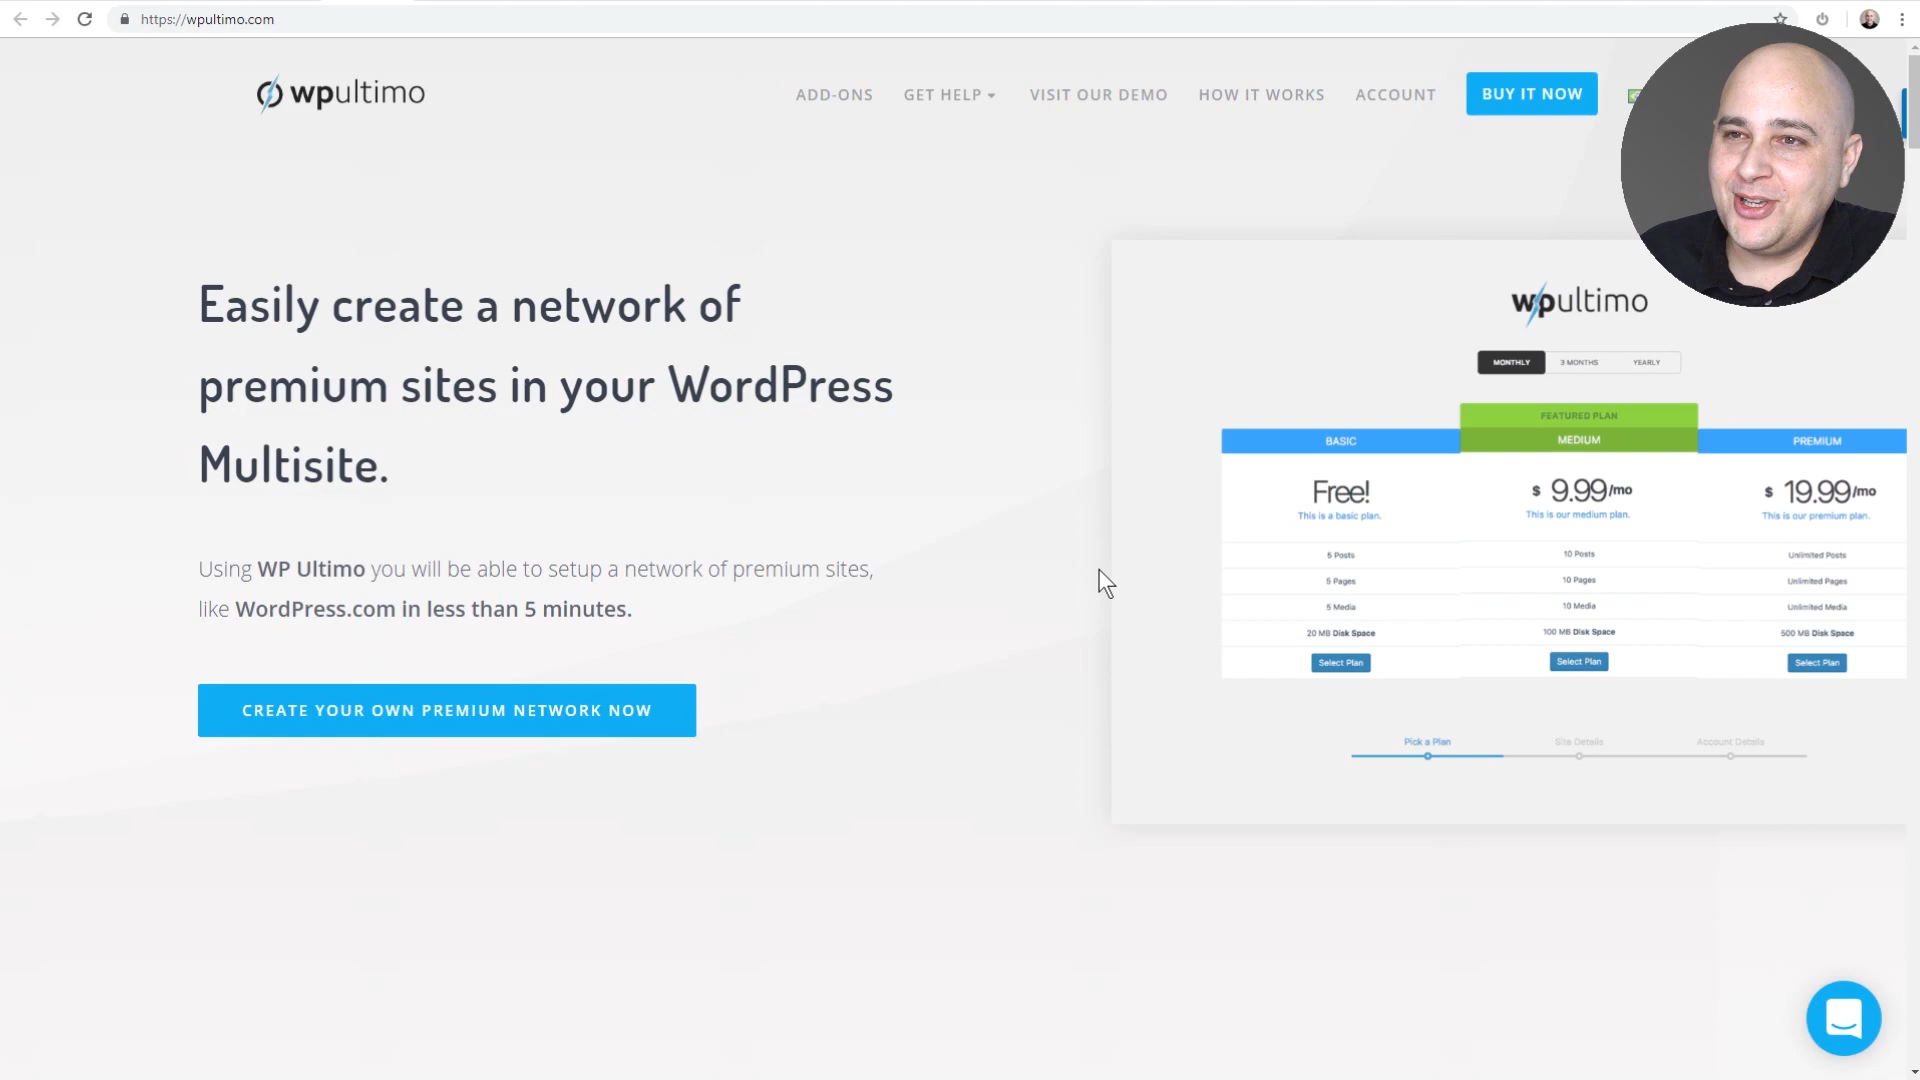 https://wpultimo.com
wpultimo
ADD-ONS
GET HELP
VISIT OUR DEMO
HOW IT WORKS
ACCOUNT
BUY IT NOW
Easily create a network of
premium sites in your WordPress
Multisite.
Using WP Ultimo you will be able to setup a network of premium sites,
like WordPress.com in less than 5 minutes.
CREATE YOUR OWN PREMIUM NETWORK NOW
wpultimo
MONTHLY
3 MONTHS
YEARLY
FEATURED PLAN
BASIC
MEDIUM
PREMIUM
Free!
$ 9.99/mo
$ 19.99/mo
This is a basic plan.
This is our medium plan.
This is our premium plan.
5 Posts
10 Posts
Unlimited Posts
5 Pages
10 Pages
Unlimited Pages
5 Media
10 Media
Unlimited Media
20 MB Disk Space
100 MB Disk Space
500 MB Disk Space
Select Plan
Select Plan
Select Plan
Pick a Plan
Site Details
Account Details